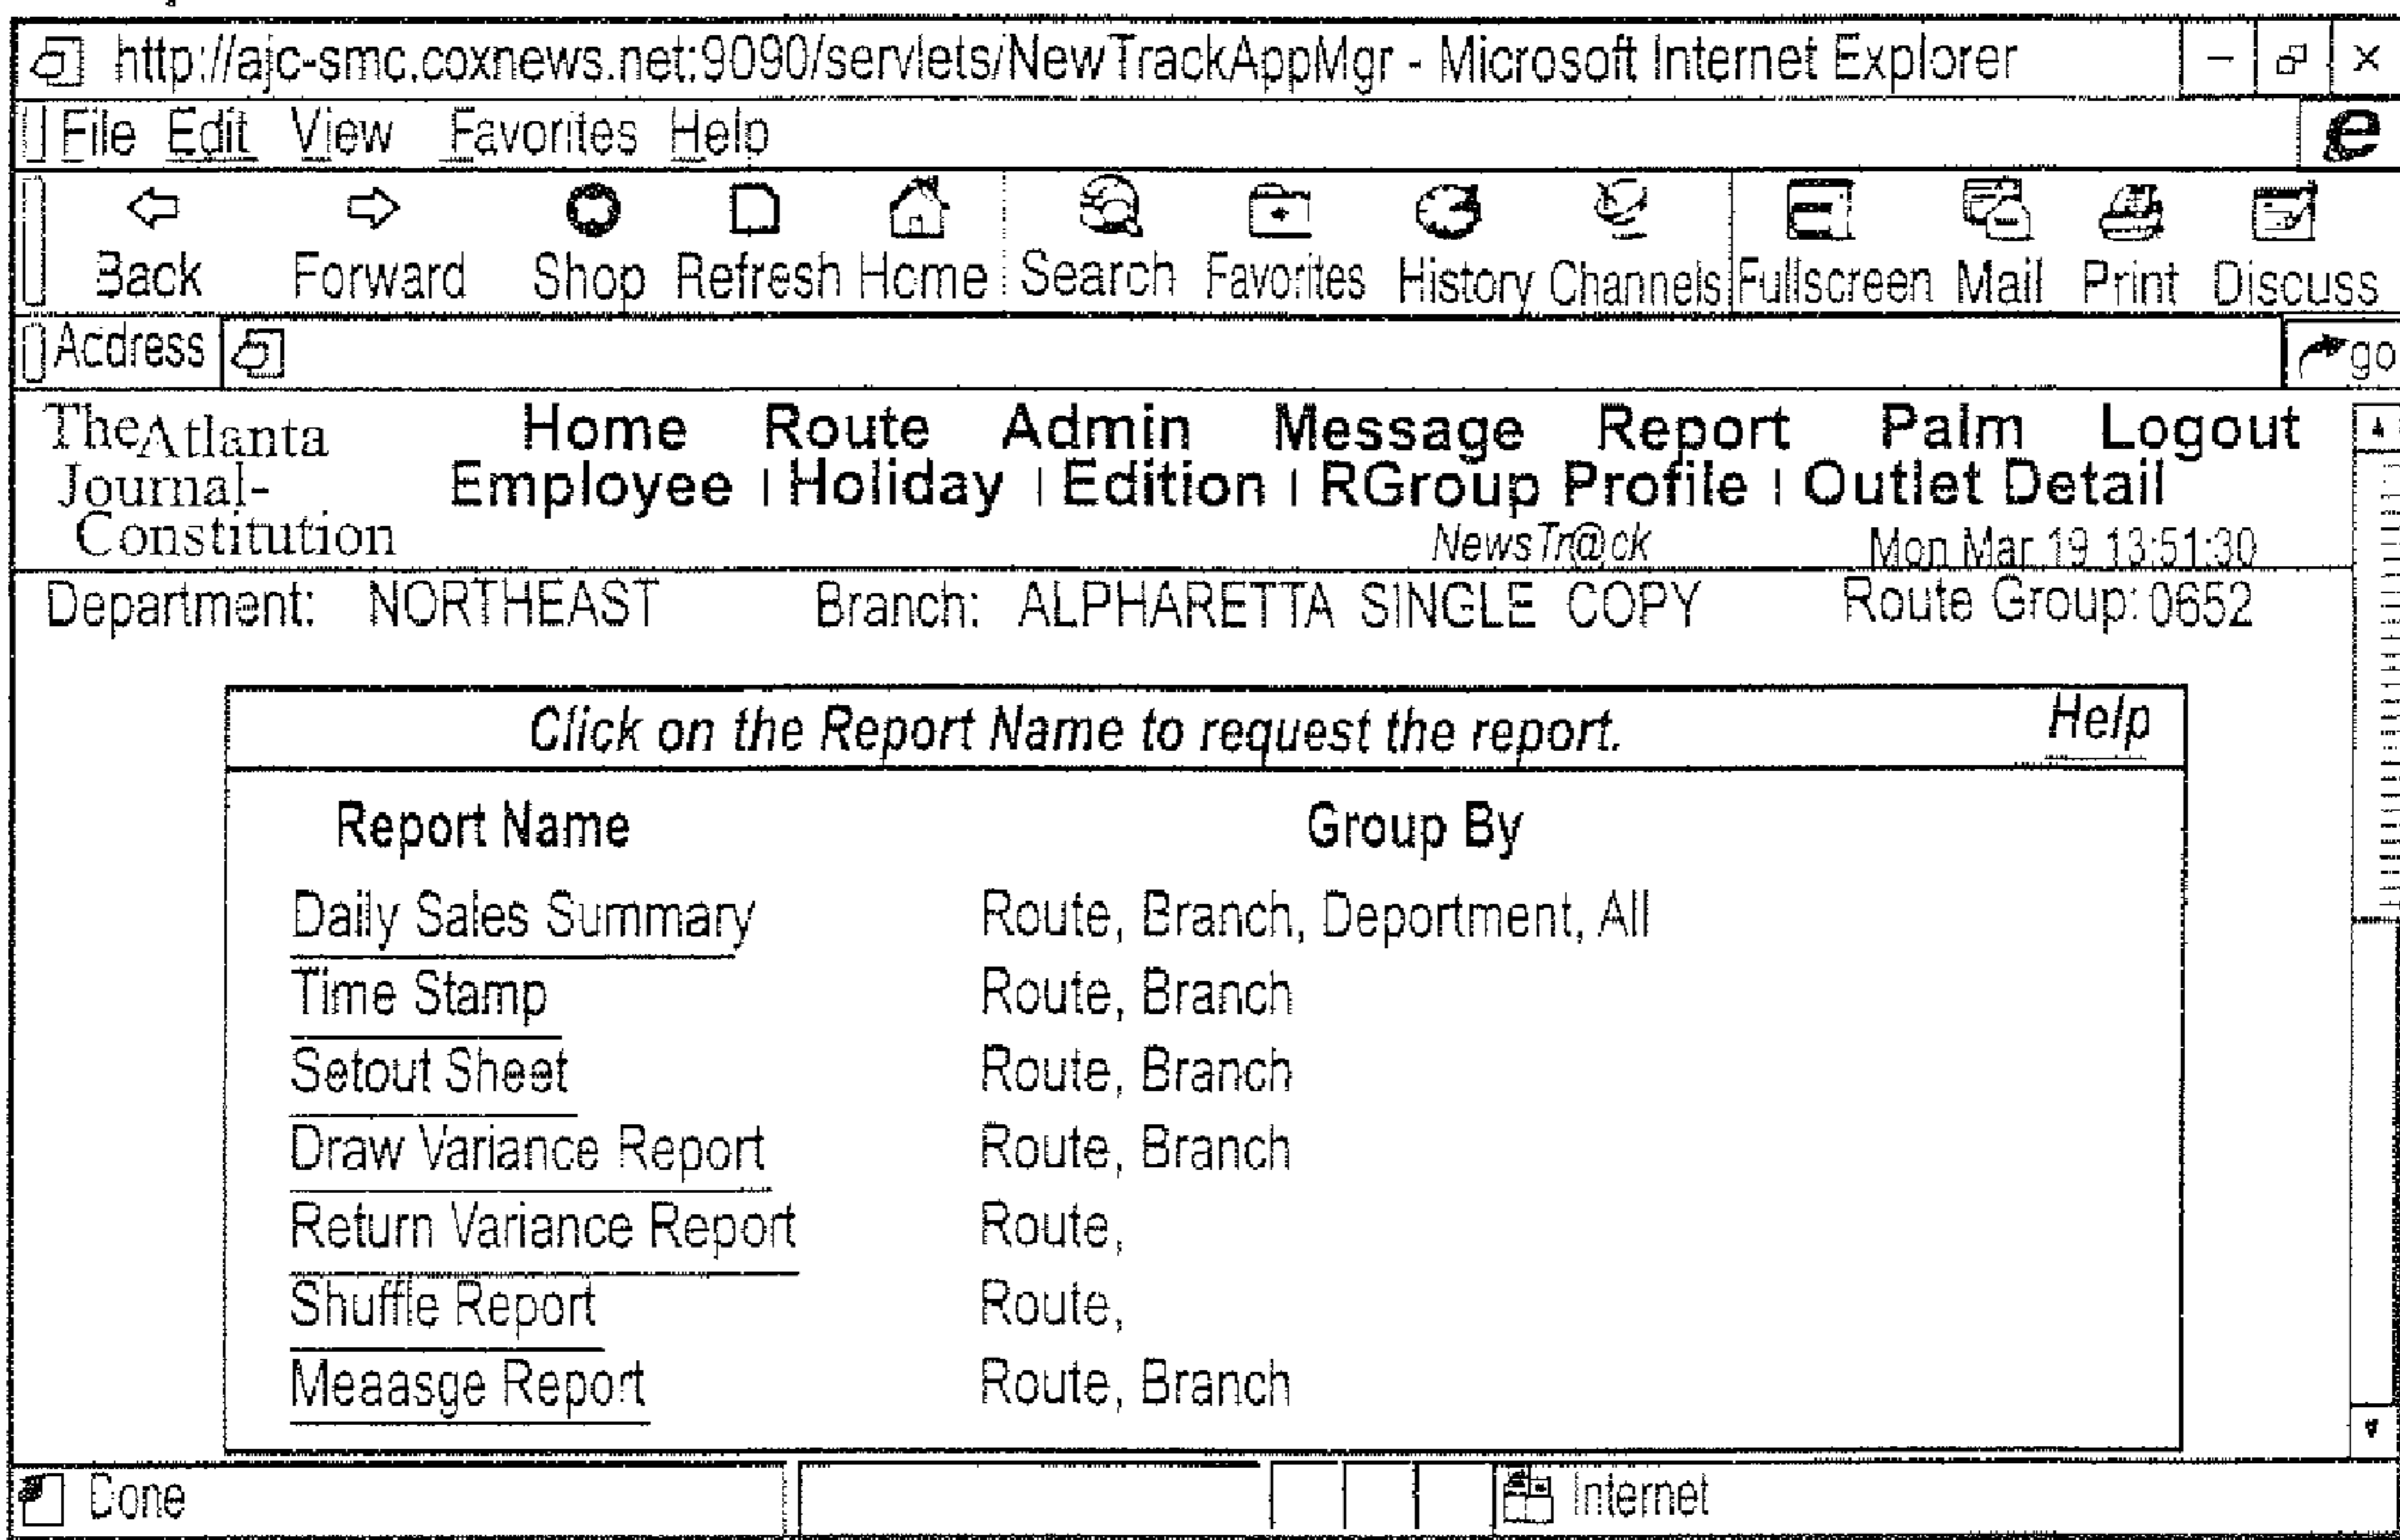 http://ajc-smc.coxnews.net:9090/servlets/NewTrackAppMgr - Microsoft Internet Explorer
File Edit View Favorites Help
Back Forward Shop Refresh Home Search Favorites History Channels Fullscreen Mail Print Discuss
Address go
The Atlanta Journal-Constitution
Home Route Admin Message Report Palm Logout
Employee | Holiday | Edition | RGroup Profile | Outlet Detail
NewsTr@ck Mon Mar 19 13:51:30
Department: NORTHEAST Branch: ALPHARETTA SINGLE COPY Route Group: 0652
Click on the Report Name to request the report. Help
Report Name Group By
Daily Sales Summary Route, Branch, Deportment, All
Time Stamp Route, Branch
Setout Sheet Route, Branch
Draw Variance Report Route, Branch
Return Variance Report Route,
Shuffle Report Route,
Meaasge Report Route, Branch
Done Internet